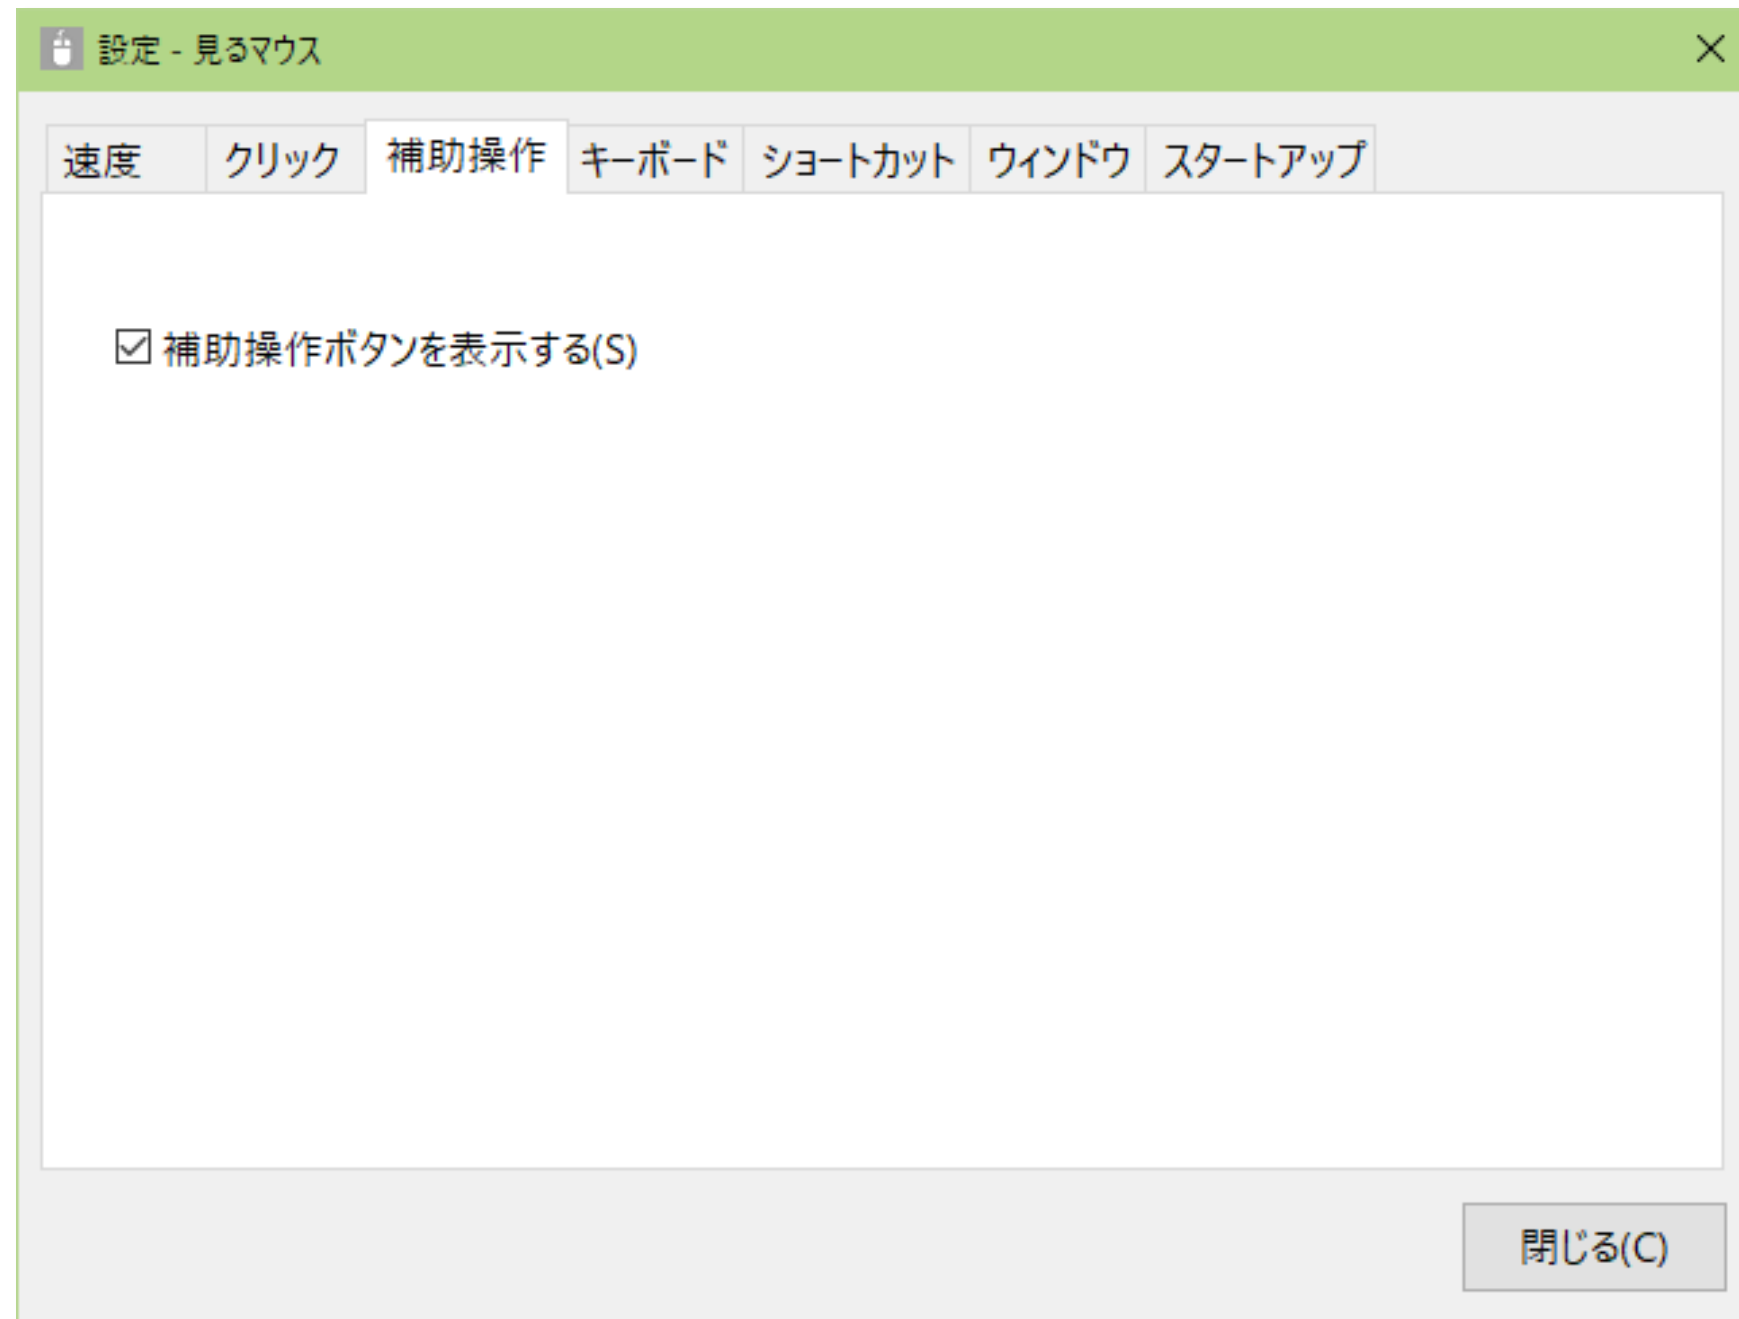 設定 - 見るマウス
速度 クリック 補助操作 キーボード ショートカット ウィンドウ スタートアップ
補助操作ボタンを表示する(S)
閉じる(C)